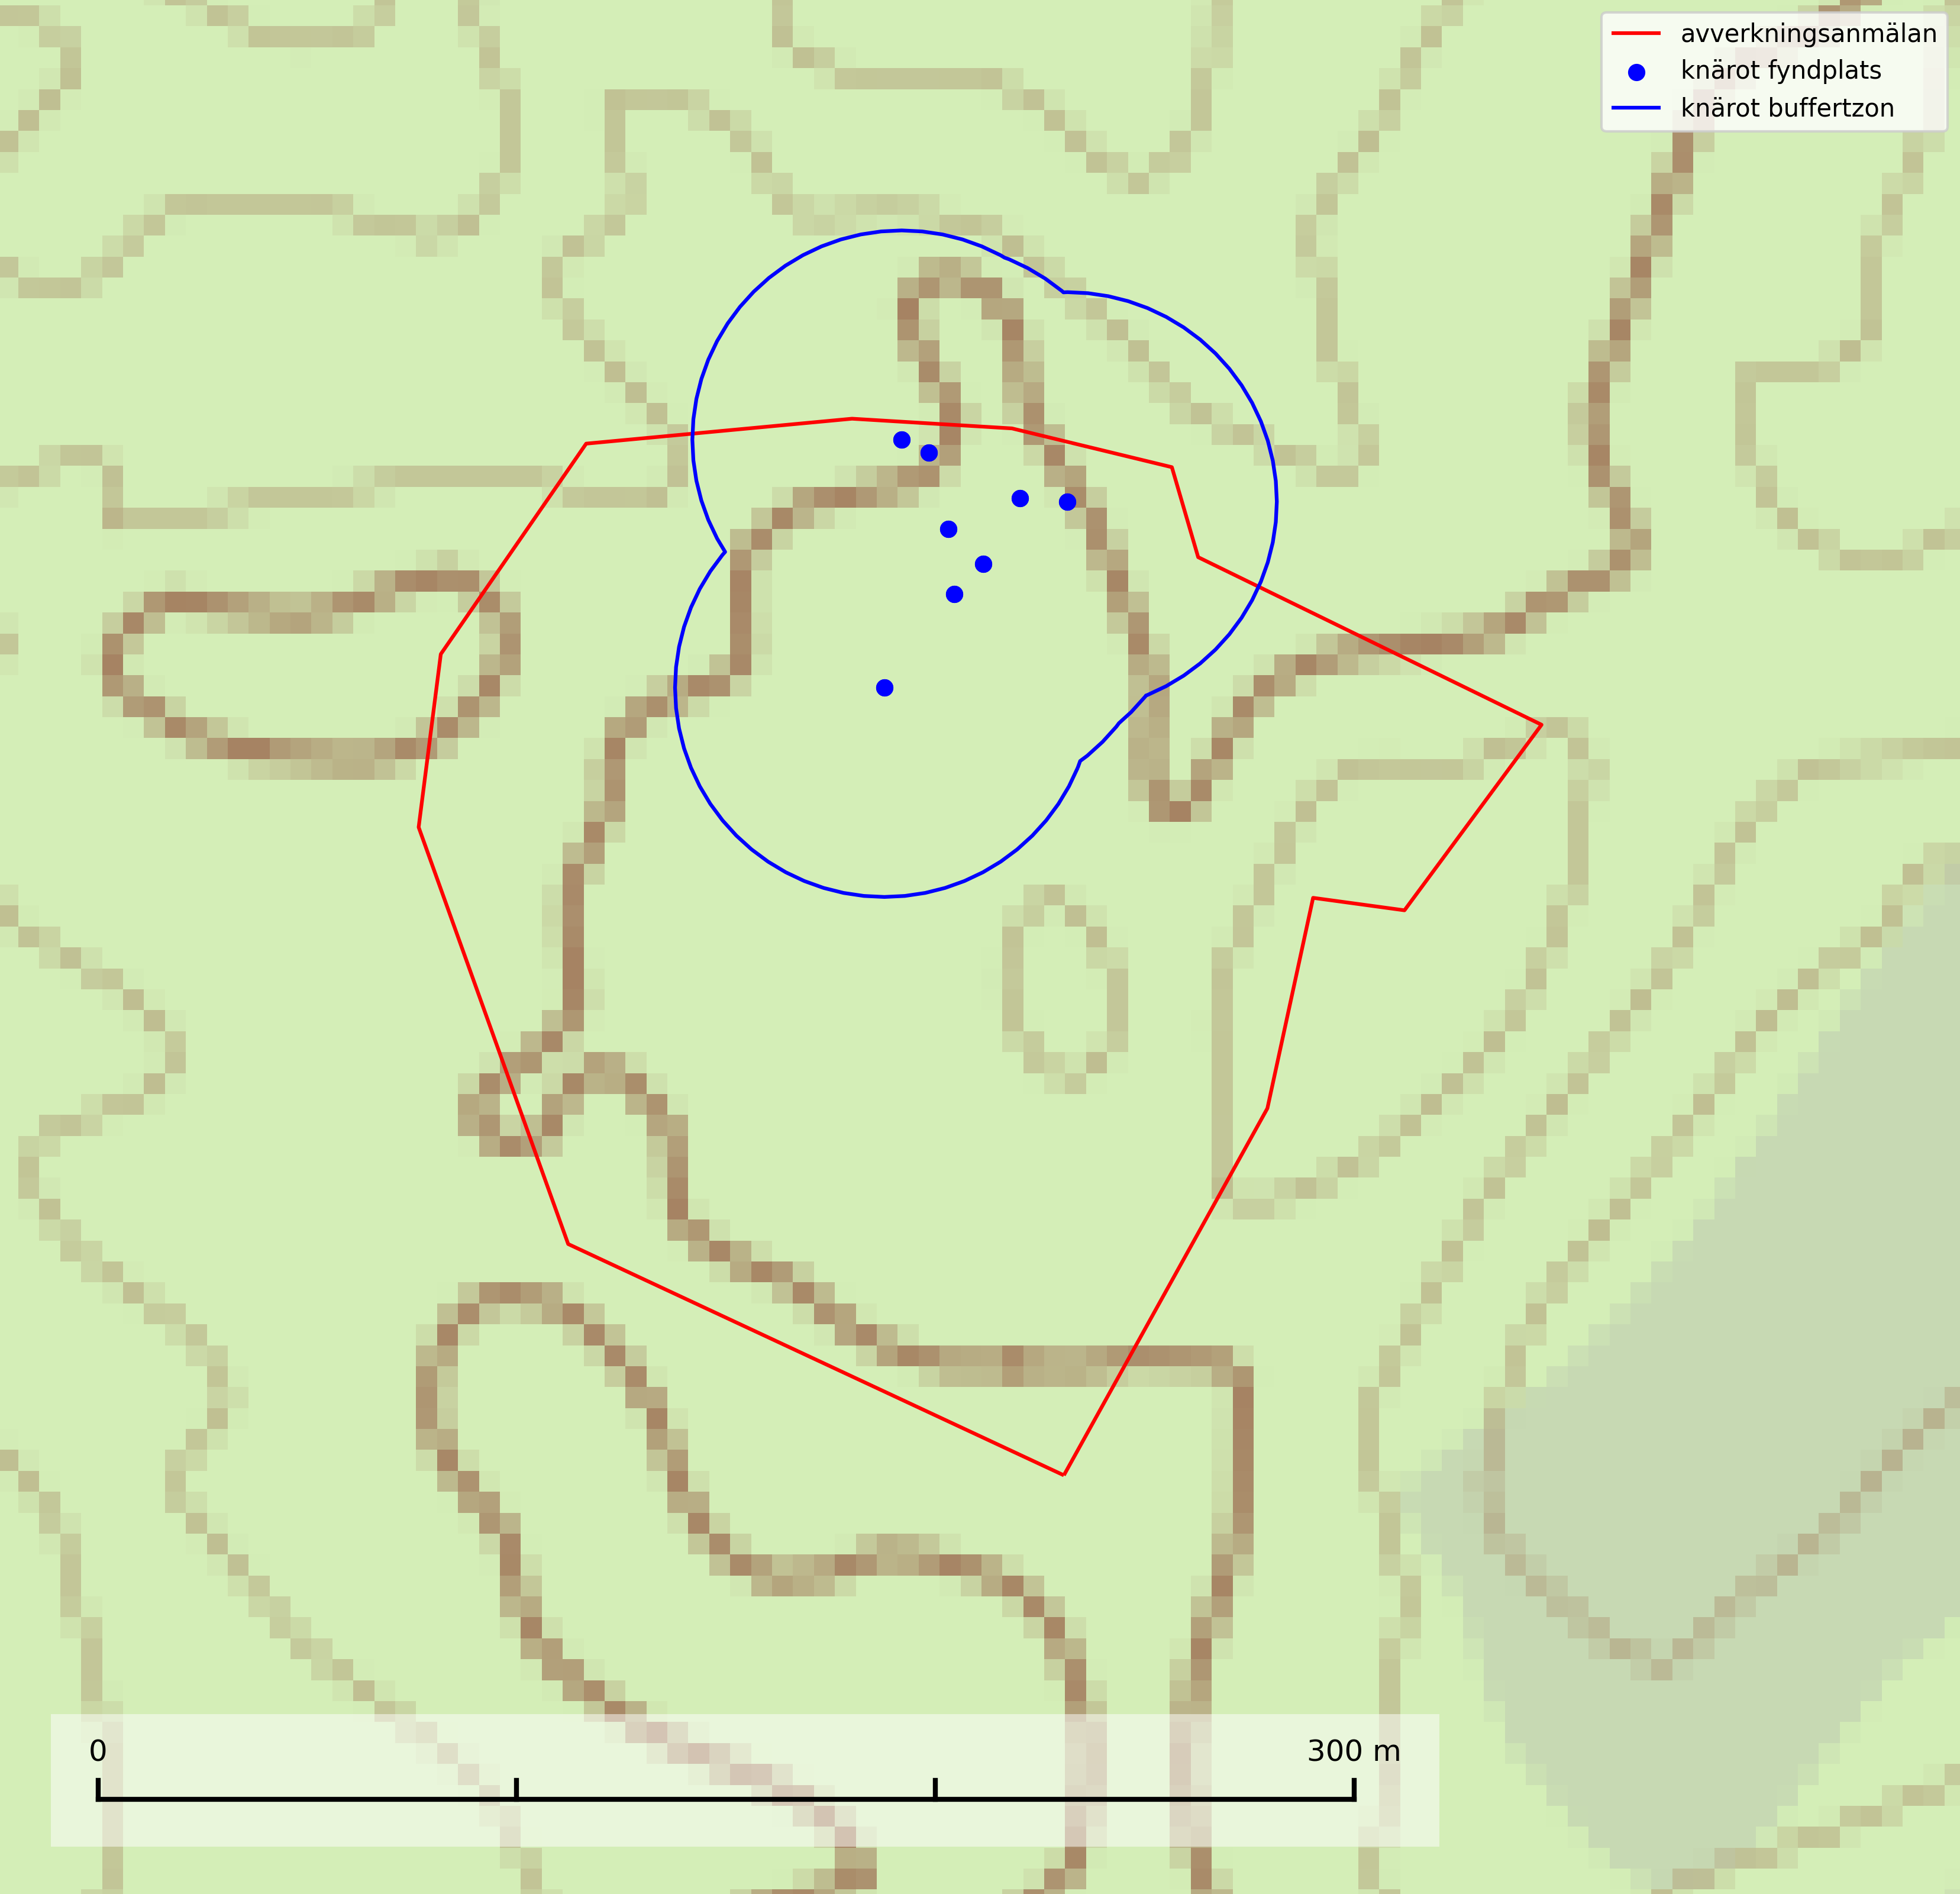 avverkningsanmälan
knärot fyndplats
knärot buffertzon
0
300 m